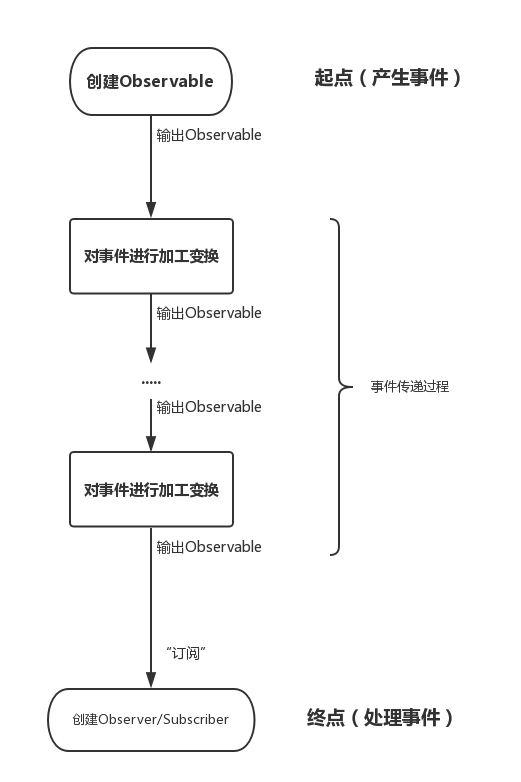 创建Observable
起点（产生事件）
输出Observable
对事件进行加工变换
输出Observable
.....
事件传递过程
输出Observable
对事件进行加工变换
输出Observable
“订阅”
创建Observer/Subscriber
终点（处理事件）